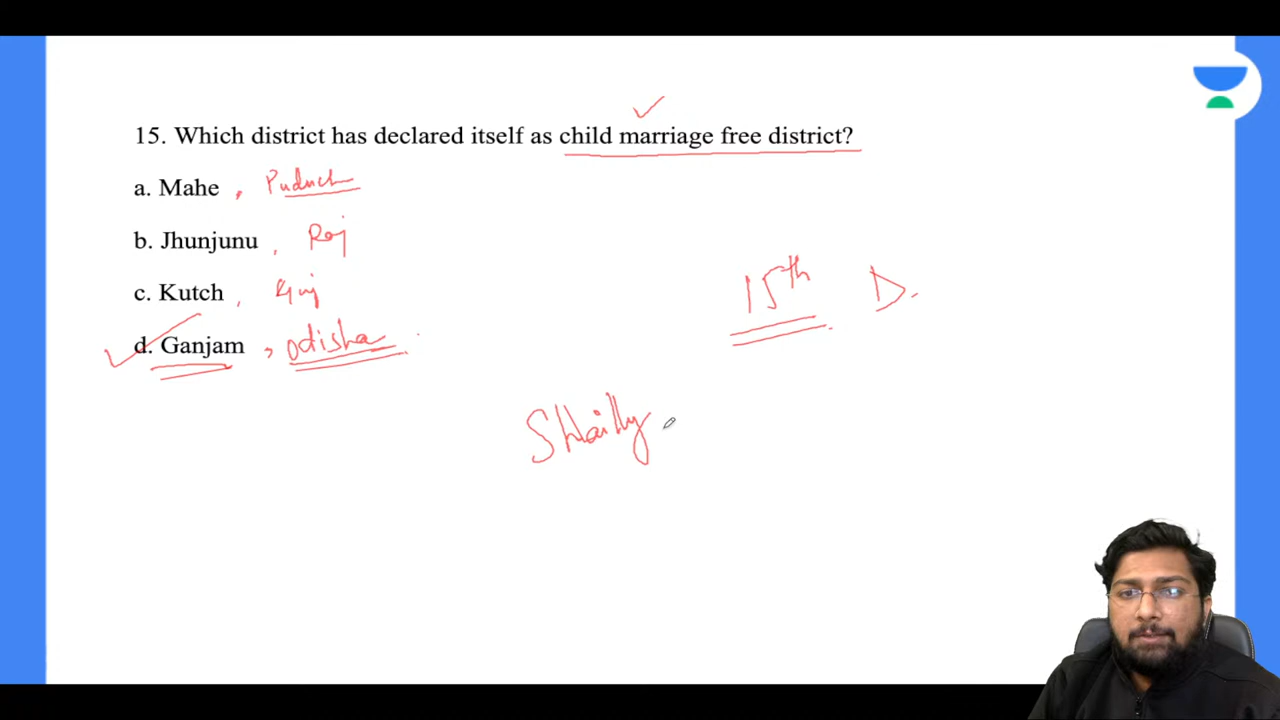 15. Which district has declared itself as child marriage free district?
a. Mahe , Puduch
b. Jhunjunu , Raj
c. Kutch , Guj
d. Ganjam , Odisha
15th D.